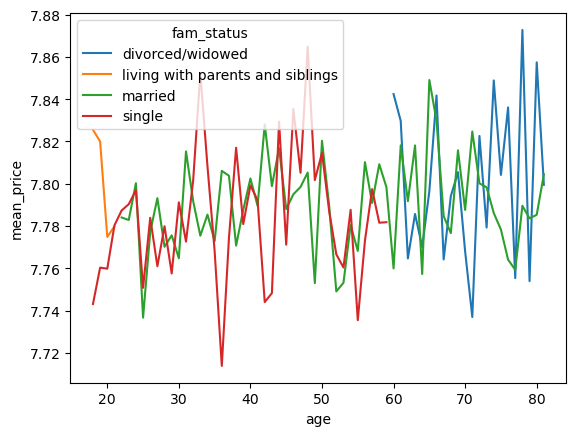 fam_status
divorced/widowed
living with parents and siblings
married
single
7.88
7.86
7.84
7.82
7.80
7.78
7.76
7.74
7.72
mean_price
20
30
40
50
60
70
80
age